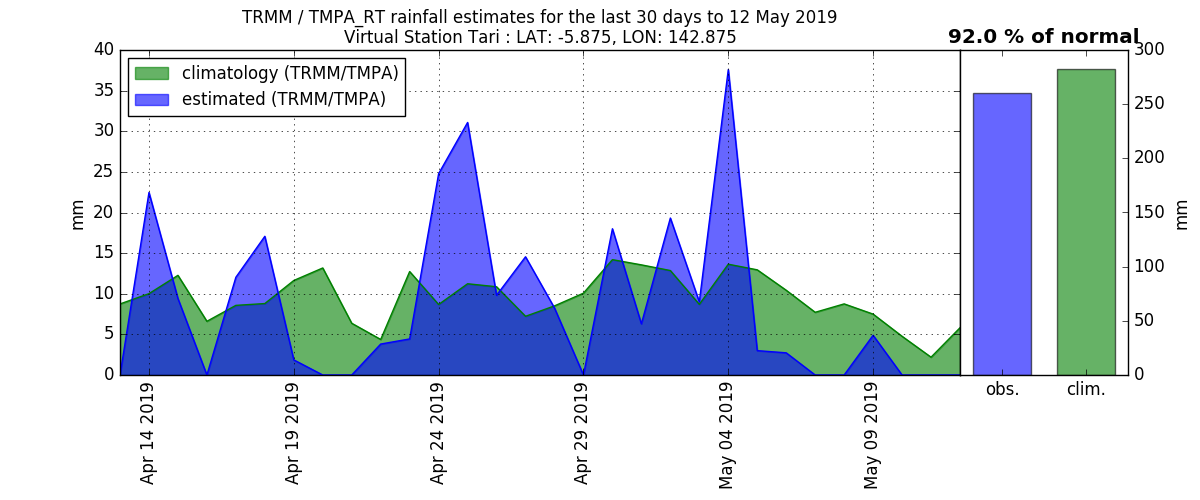 TRMM / TMPA_RT rainfall estimates for the last 30 days to 12 May 2019
Virtual Station Tari : LAT: -5.875, LON: 142.875
92.0 % of normal
climatology (TRMM/TMPA)
estimated (TRMM/TMPA)
mm
40
35
30
25
20
15
10
5
0
Apr 14 2019
Apr 19 2019
Apr 24 2019
Apr 29 2019
May 04 2019
May 09 2019
obs.
clim.
300
250
200
150
100
50
0
mm